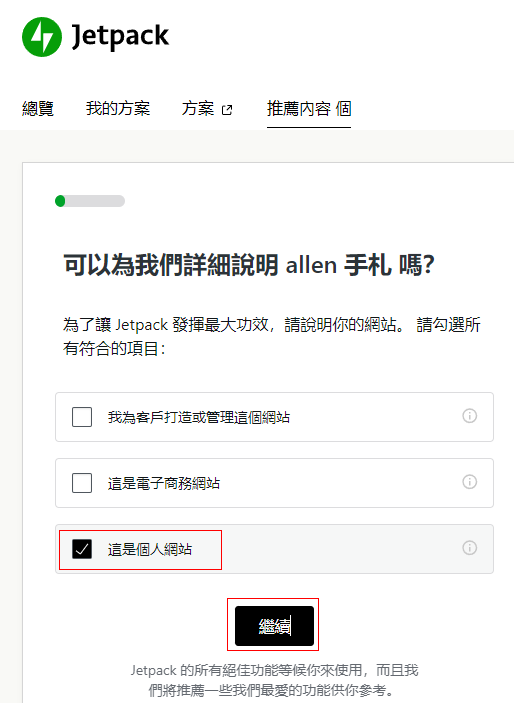 Jetpack
總覽 我的方案 方案 推薦內容 個
可以為我們詳細說明 allen 手札 嗎？
為了讓 Jetpack 發揮最大功效，請說明你的網站。 請勾選所
有符合的項目：
我為客戶打造或管理這個網站
這是電子商務網站
這是個人網站
繼續
Jetpack 的所有絕佳功能等候你來使用，而且我
們將推薦一些我們最愛的功能供你參考。